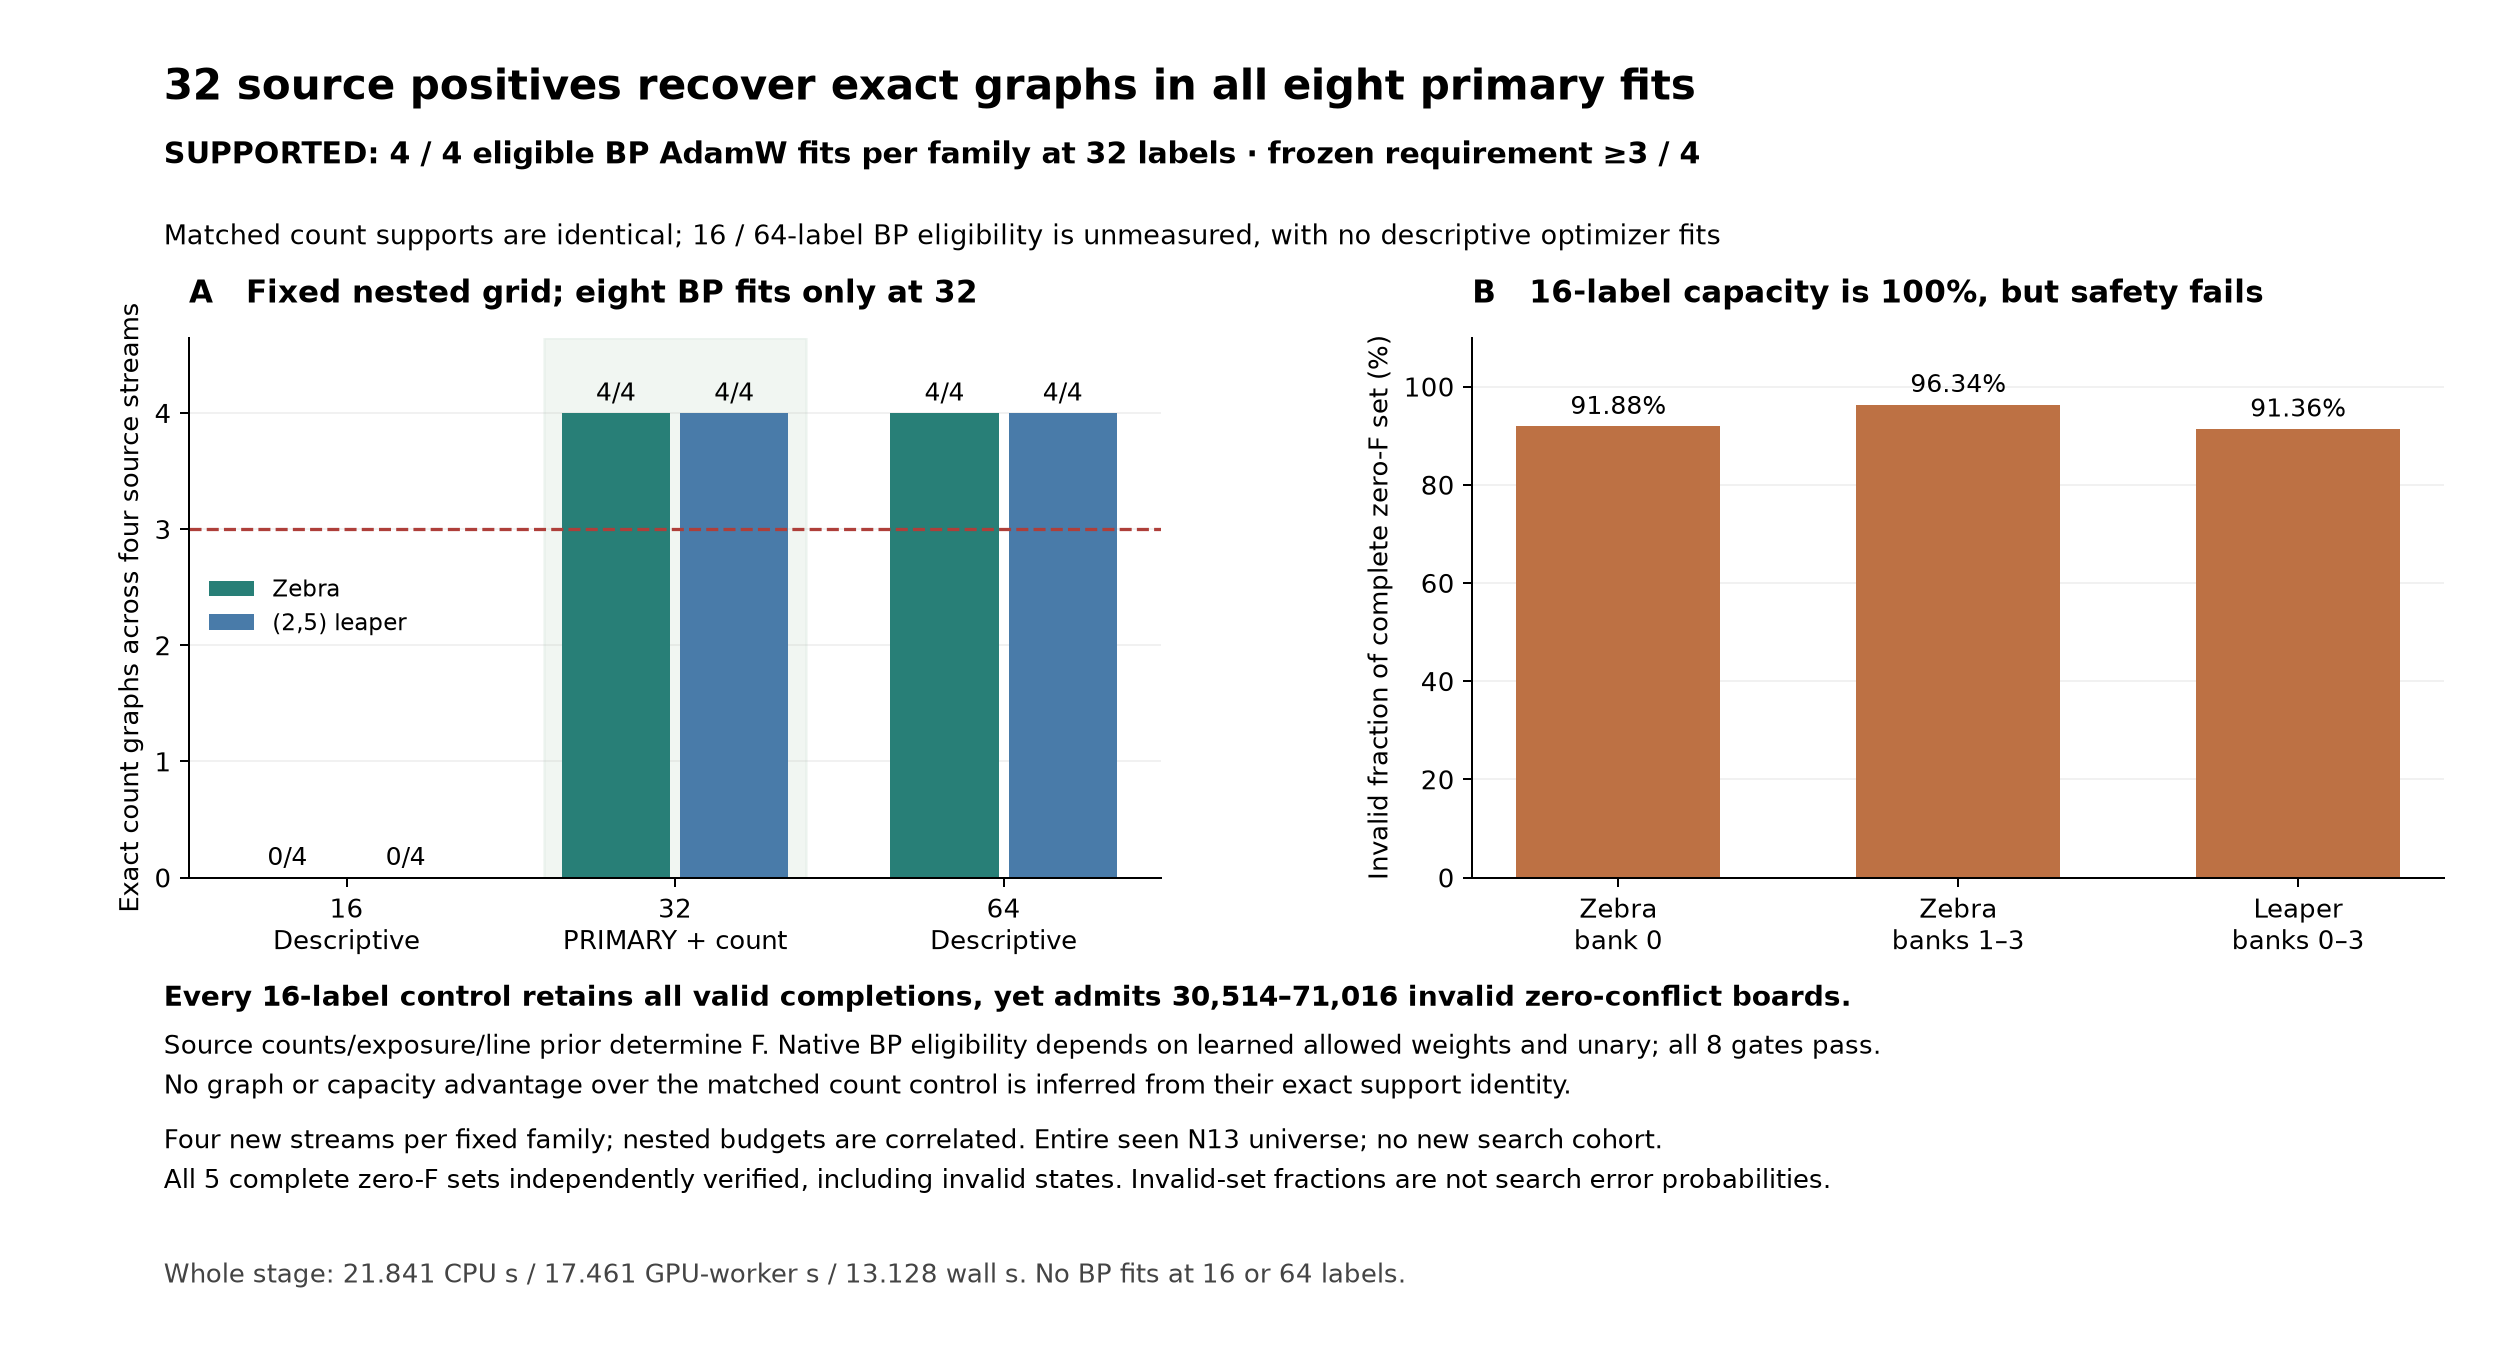 32 source positives recover exact graphs in all eight primary fits
SUPPORTED: 4 / 4 eligible BP AdamW fits per family at 32 labels · frozen requirement ≥3 / 4
Matched count supports are identical; 16 / 64-label BP eligibility is unmeasured, with no descriptive optimizer fits
A Fixed nested grid; eight BP fits only at 32
Exact count graphs across four source streams
4
3
2
1
0
4/4
4/4
4/4
4/4
0/4
0/4
Zebra
(2,5) leaper
16
Descriptive
32
PRIMARY + count
64
Descriptive
B 16-label capacity is 100%, but safety fails
Invalid fraction of complete zero-F set (%)
100
80
60
40
20
0
91.88%
96.34%
91.36%
Zebra
bank 0
Zebra
banks 1–3
Leaper
banks 0–3
Every 16-label control retains all valid completions, yet admits 30,514–71,016 invalid zero-conflict boards.
Source counts/exposure/line prior determine F. Native BP eligibility depends on learned allowed weights and unary; all 8 gates pass.
No graph or capacity advantage over the matched count control is inferred from their exact support identity.
Four new streams per fixed family; nested budgets are correlated. Entire seen N13 universe; no new search cohort.
All 5 complete zero-F sets independently verified, including invalid states. Invalid-set fractions are not search error probabilities.
Whole stage: 21.841 CPU s / 17.461 GPU-worker s / 13.128 wall s. No BP fits at 16 or 64 labels.